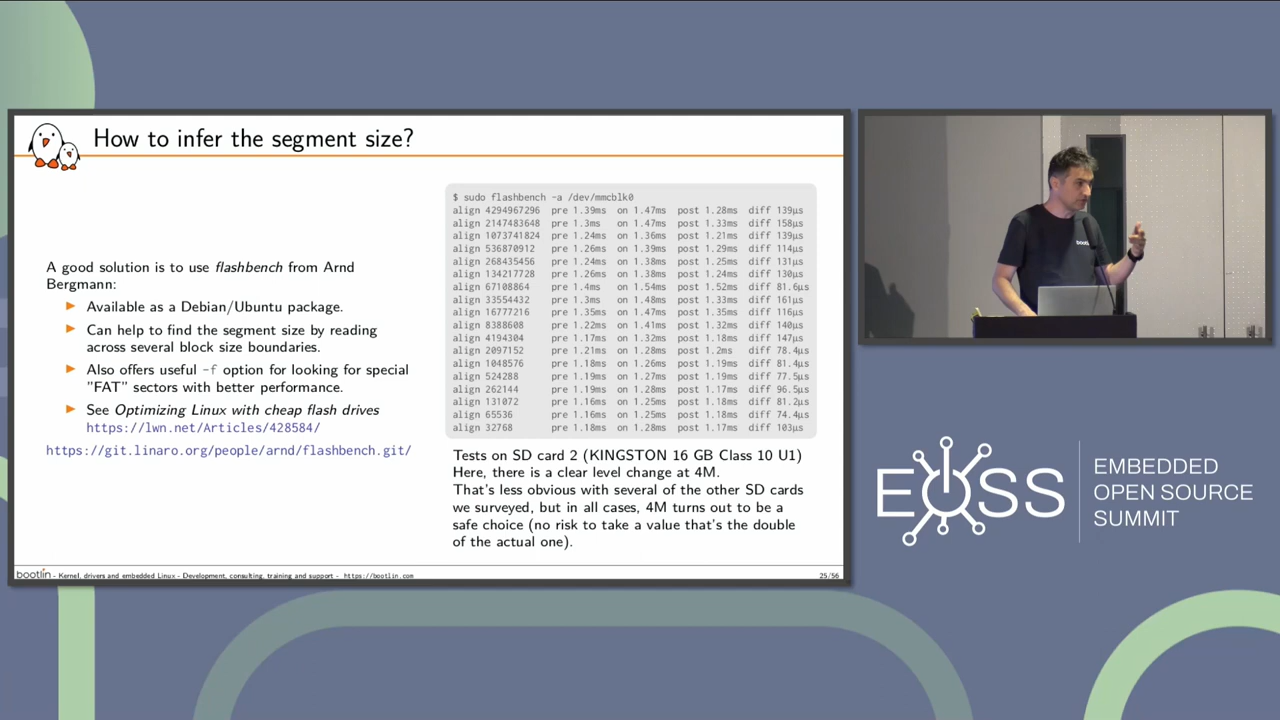 How to infer the segment size?
A good solution is to use flashbench from Arnd
Bergmann:
Available as a Debian/Ubuntu package.
Can help to find the segment size by reading
across several block size boundaries.
Also offers useful -f option for looking for special
"FAT" sectors with better performance.
See Optimizing Linux with cheap flash drives
https://lwn.net/Articles/428584/
https://git.linaro.org/people/arnd/flashbench.git/
$ sudo flashbench -a /dev/mmcblk0
align 4294967296 pre 1.39ms on 1.47ms post 1.28ms diff 139µs
align 2147483648 pre 1.3ms on 1.47ms post 1.33ms diff 158µs
align 1073741824 pre 1.24ms on 1.36ms post 1.21ms diff 139µs
align 536870912 pre 1.26ms on 1.39ms post 1.29ms diff 114µs
align 268435456 pre 1.24ms on 1.38ms post 1.25ms diff 131µs
align 134217728 pre 1.26ms on 1.38ms post 1.24ms diff 130µs
align 67108864 pre 1.4ms on 1.54ms post 1.52ms diff 81.6µs
align 33554432 pre 1.3ms on 1.48ms post 1.33ms diff 161µs
align 16777216 pre 1.35ms on 1.47ms post 1.35ms diff 116µs
align 8388608 pre 1.22ms on 1.41ms post 1.32ms diff 140µs
align 4194304 pre 1.17ms on 1.32ms post 1.18ms diff 147µs
align 2097152 pre 1.21ms on 1.28ms post 1.2ms diff 78.4µs
align 1048576 pre 1.18ms on 1.26ms post 1.18ms diff 81.4µs
align 524288 pre 1.19ms on 1.27ms post 1.19ms diff 77.5µs
align 262144 pre 1.19ms on 1.28ms post 1.17ms diff 96.5µs
align 131072 pre 1.16ms on 1.25ms post 1.18ms diff 81.2µs
align 65536 pre 1.16ms on 1.25ms post 1.18ms diff 74.4µs
align 32768 pre 1.18ms on 1.28ms post 1.17ms diff 103µs
Tests on SD card 2 (KINGSTON 16 GB Class 10 U1)
Here, there is a clear level change at 4M.
That's less obvious with several of the other SD cards
we surveyed, but in all cases, 4M turns out to be a
safe choice (no risk to take a value that's the double
of the actual one).
bootlin - Kernel, drivers and embedded Linux - Development, consulting, training and support - https://bootlin.com
25/56
bootlin
EOSS
EMBEDDED
OPEN SOURCE
SUMMIT